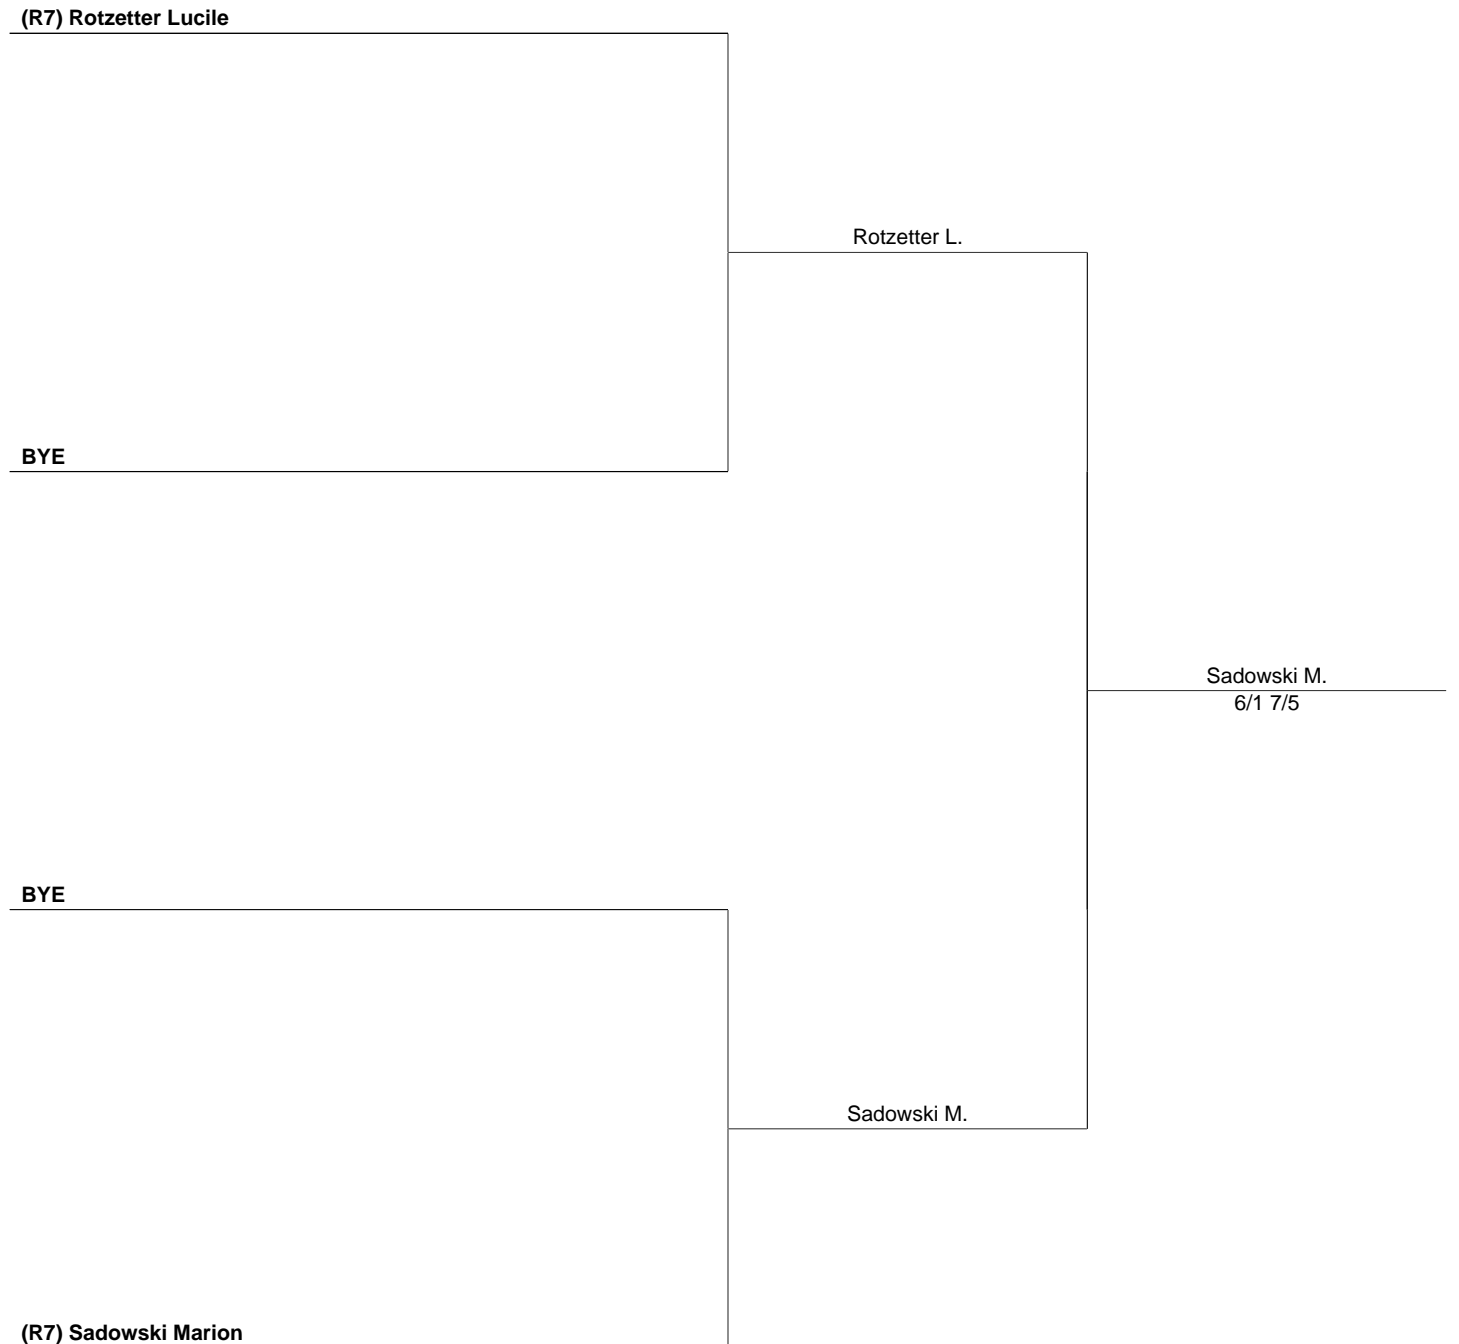 (R7) Rotzetter Lucile
Rotzetter L.
BYE
Sadowski M.
6/1 7/5
BYE
Sadowski M.
(R7) Sadowski Marion